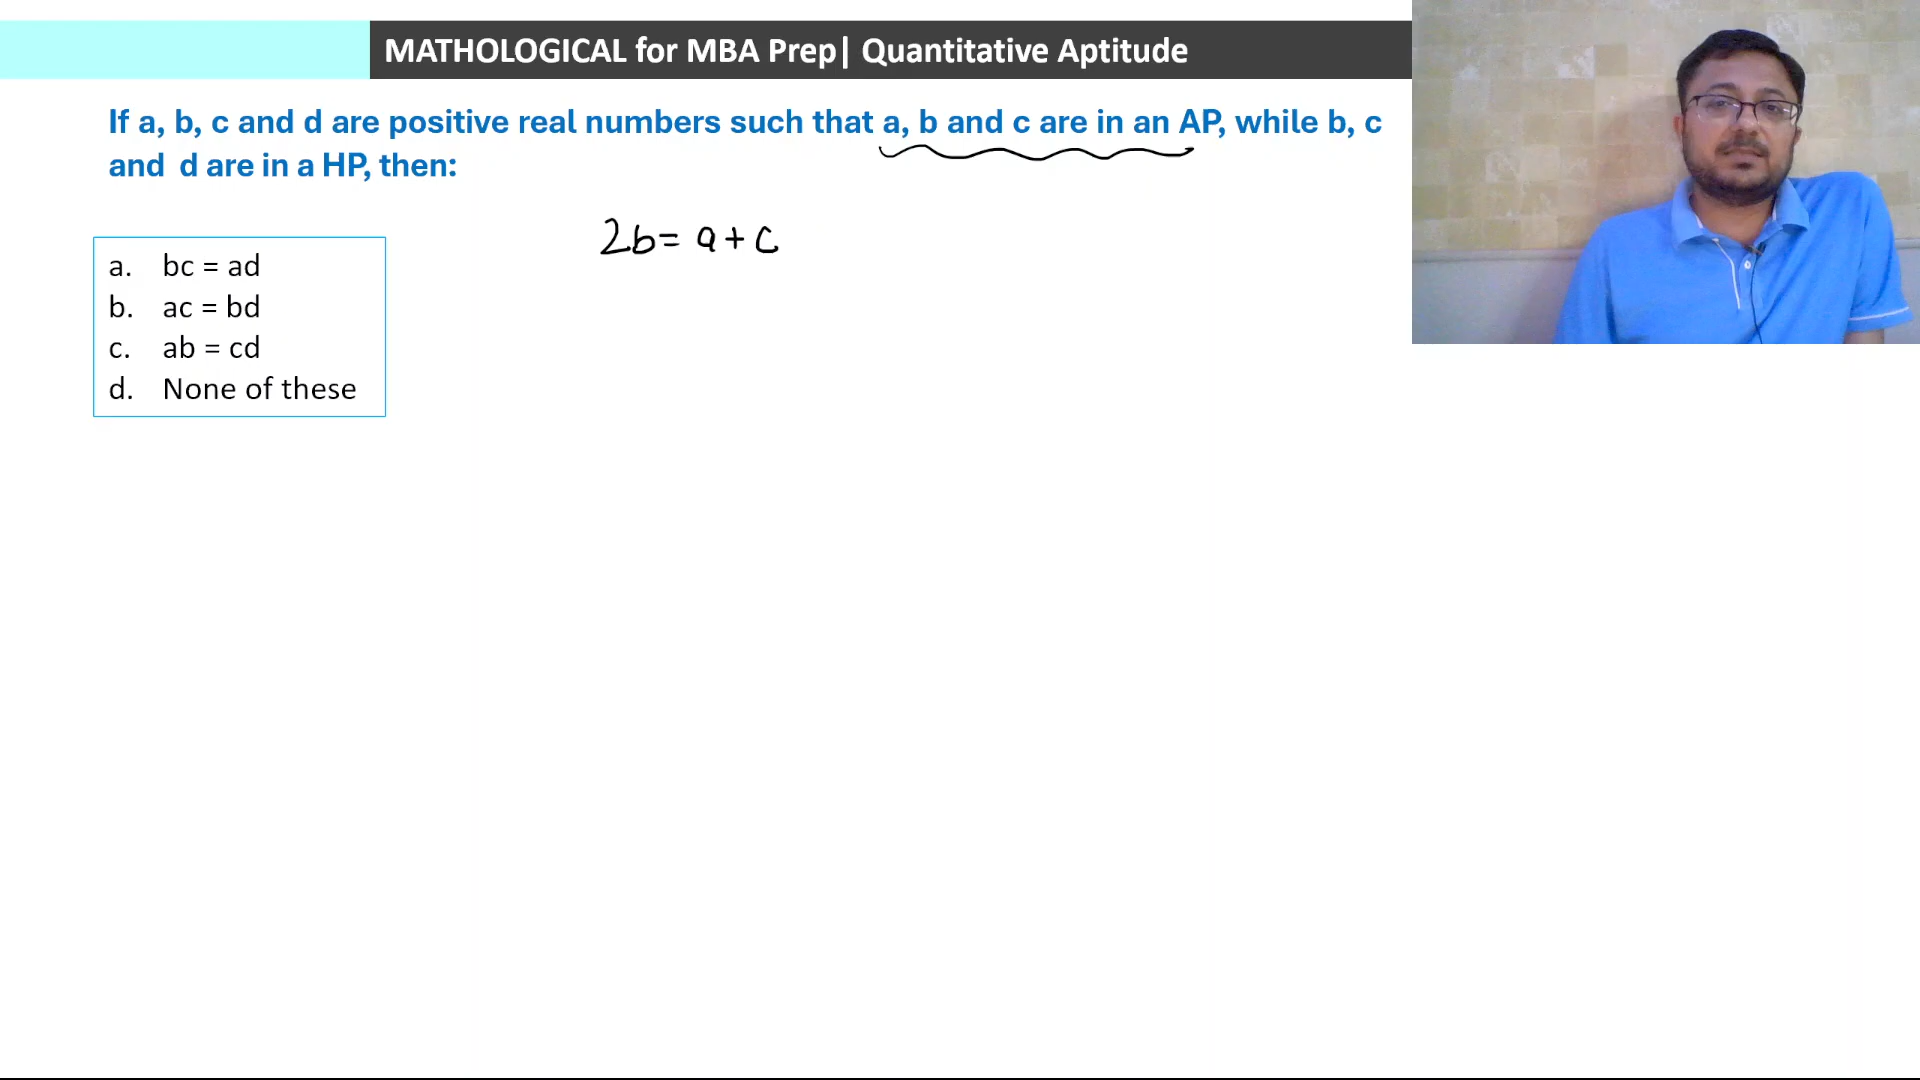 MATHOLOGICAL for MBA Prep| Quantitative Aptitude
If a, b, c and d are positive real numbers such that a, b and c are in an AP, while b, c
and d are in a HP, then:
2b = a + c
a. bc = ad
b. ac = bd
c. ab = cd
d. None of these